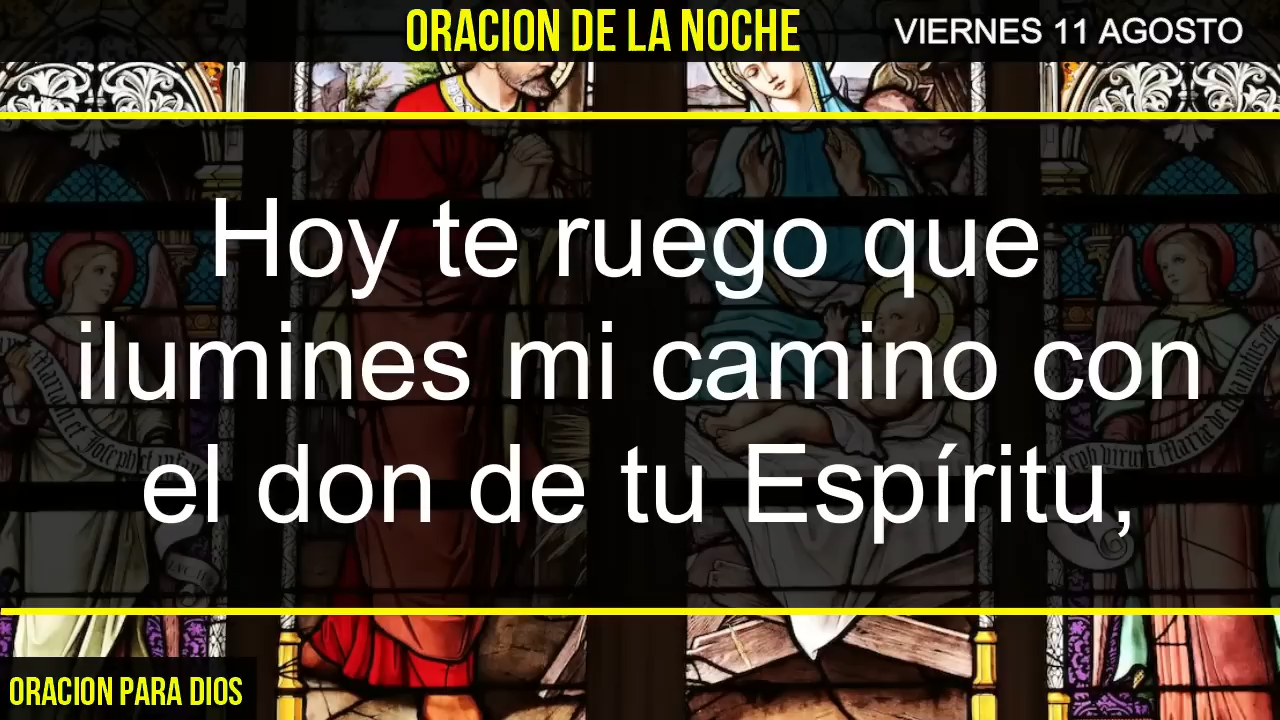 ORACION DE LA NOCHE
VIERNES 11 AGOSTO
Hoy te ruego que
ilumines mi camino con
el don de tu Espíritu,
ORACION PARA DIOS